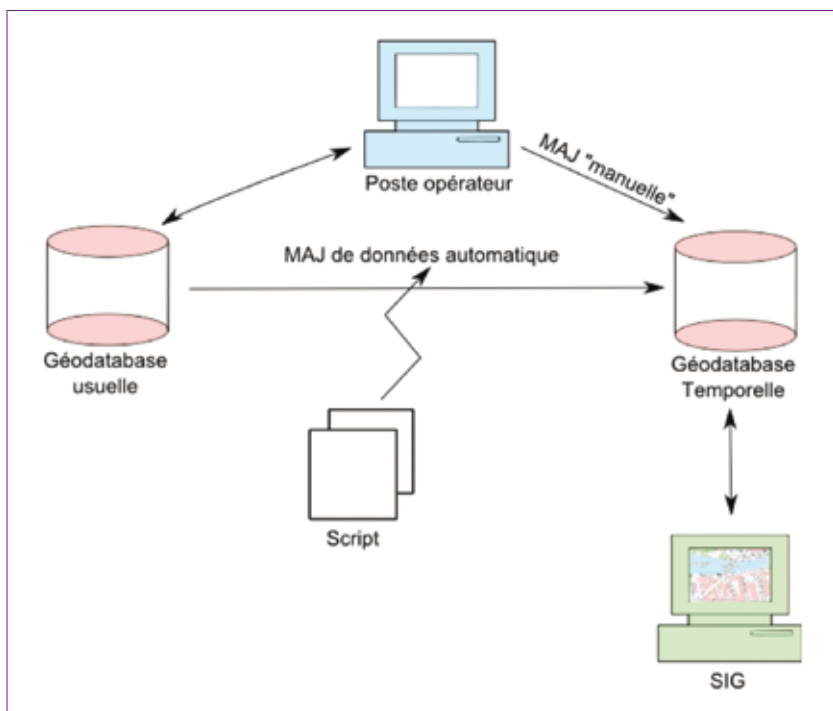 Poste opérateur
MAJ "manuelle"
MAJ de données automatique
Géodatabase
usuelle
Géodatabase
Temporelle
Script
SIG